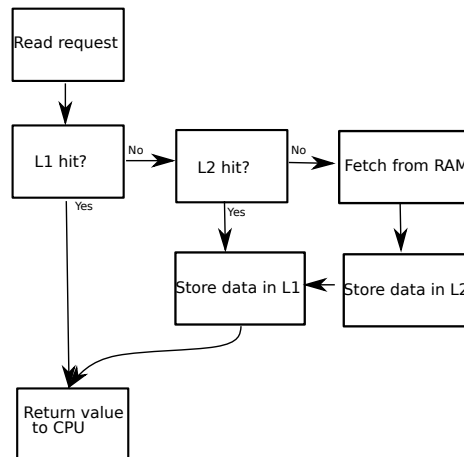 Read request
L1 hit?
No
L2 hit?
No
Fetch from RAM
Yes
Yes
Store data in L1
Store data in L2
Return value
to CPU